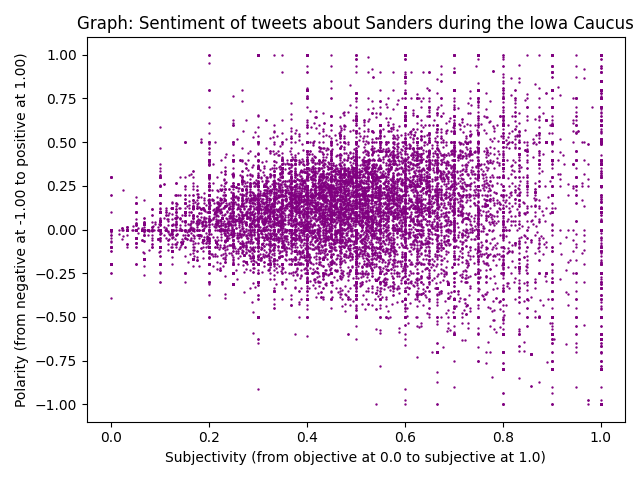 Graph: Sentiment of tweets about Sanders during the Iowa Caucus
Polarity (from negative at -1.00 to positive at 1.00)
1.00
0.75
0.50
0.25
0.00
−0.25
−0.50
−0.75
−1.00
0.0 0.2 0.4 0.6 0.8 1.0
Subjectivity (from objective at 0.0 to subjective at 1.0)